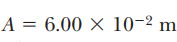 A = 6.00 × 10−2 m